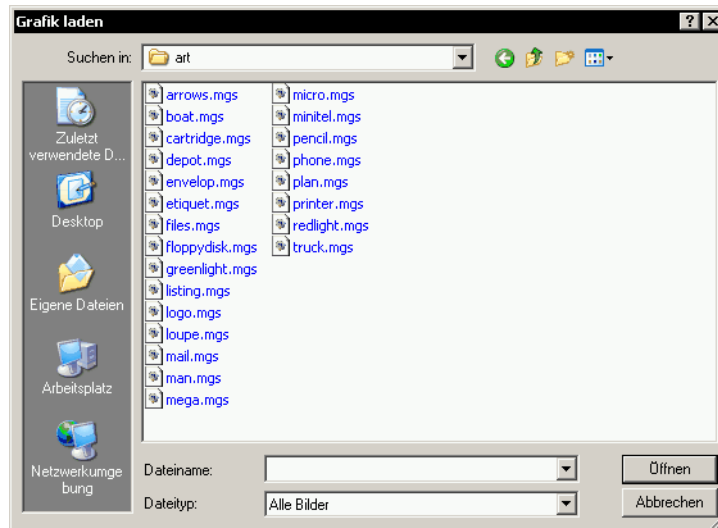 Grafik laden
Suchen in:
art
Zuletzt
verwendete D...
Desktop
Eigene Dateien
Arbeitsplatz
Netzwerkumge
bung
arrows.mgs
boat.mgs
cartridge.mgs
depot.mgs
envelop.mgs
etiquet.mgs
files.mgs
floppydisk.mgs
greenlight.mgs
listing.mgs
logo.mgs
loupe.mgs
mail.mgs
man.mgs
mega.mgs
micro.mgs
minitel.mgs
pencil.mgs
phone.mgs
plan.mgs
printer.mgs
redlight.mgs
truck.mgs
Dateiname:
Öffnen
Dateityp:
Alle Bilder
Abbrechen